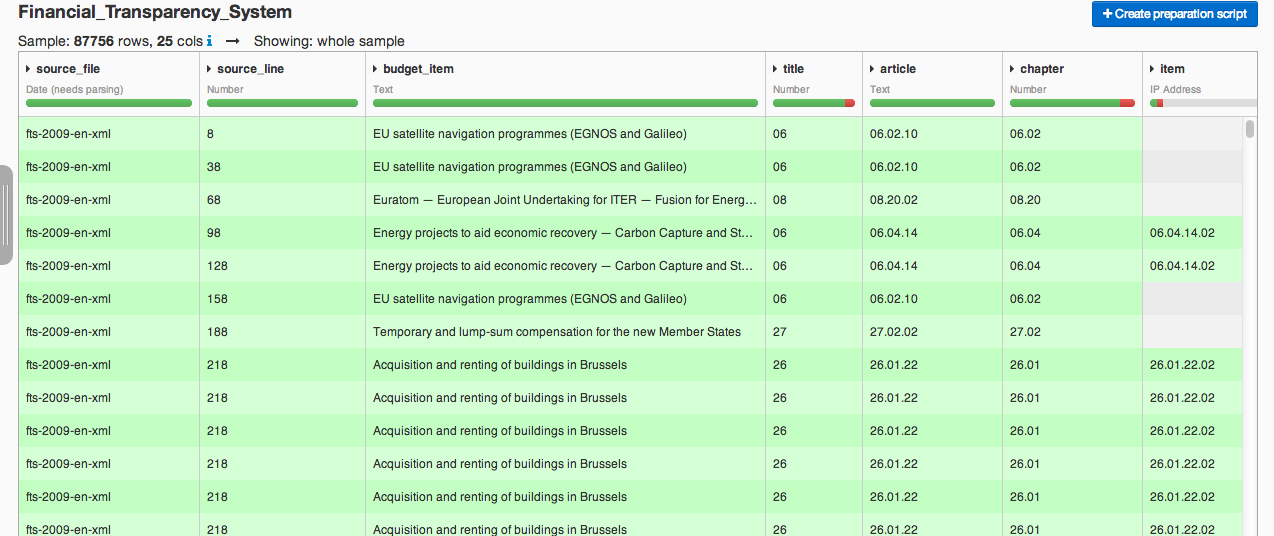 Financial_Transparency_System
+ Create preparation script
Sample: 87756 rows, 25 cols i → Showing: whole sample
source_file source_line budget_item title article chapter item
Date (needs parsing) Number Text Number Text Number IP Address
fts-2009-en-xml 8 EU satellite navigation programmes (EGNOS and Galileo) 06 06.02.10 06.02
fts-2009-en-xml 38 EU satellite navigation programmes (EGNOS and Galileo) 06 06.02.10 06.02
fts-2009-en-xml 68 Euratom — European Joint Undertaking for ITER — Fusion for Energ... 08 08.20.02 08.20
fts-2009-en-xml 98 Energy projects to aid economic recovery — Carbon Capture and St... 06 06.04.14 06.04 06.04.14.02
fts-2009-en-xml 128 Energy projects to aid economic recovery — Carbon Capture and St... 06 06.04.14 06.04 06.04.14.02
fts-2009-en-xml 158 EU satellite navigation programmes (EGNOS and Galileo) 06 06.02.10 06.02
fts-2009-en-xml 188 Temporary and lump-sum compensation for the new Member States 27 27.02.02 27.02
fts-2009-en-xml 218 Acquisition and renting of buildings in Brussels 26 26.01.22 26.01 26.01.22.02
fts-2009-en-xml 218 Acquisition and renting of buildings in Brussels 26 26.01.22 26.01 26.01.22.02
fts-2009-en-xml 218 Acquisition and renting of buildings in Brussels 26 26.01.22 26.01 26.01.22.02
fts-2009-en-xml 218 Acquisition and renting of buildings in Brussels 26 26.01.22 26.01 26.01.22.02
fts-2009-en-xml 218 Acquisition and renting of buildings in Brussels 26 26.01.22 26.01 26.01.22.02
fts-2009-en-xml 218 Acquisition and renting of buildings in Brussels 26 26.01.22 26.01 26.01.22.02